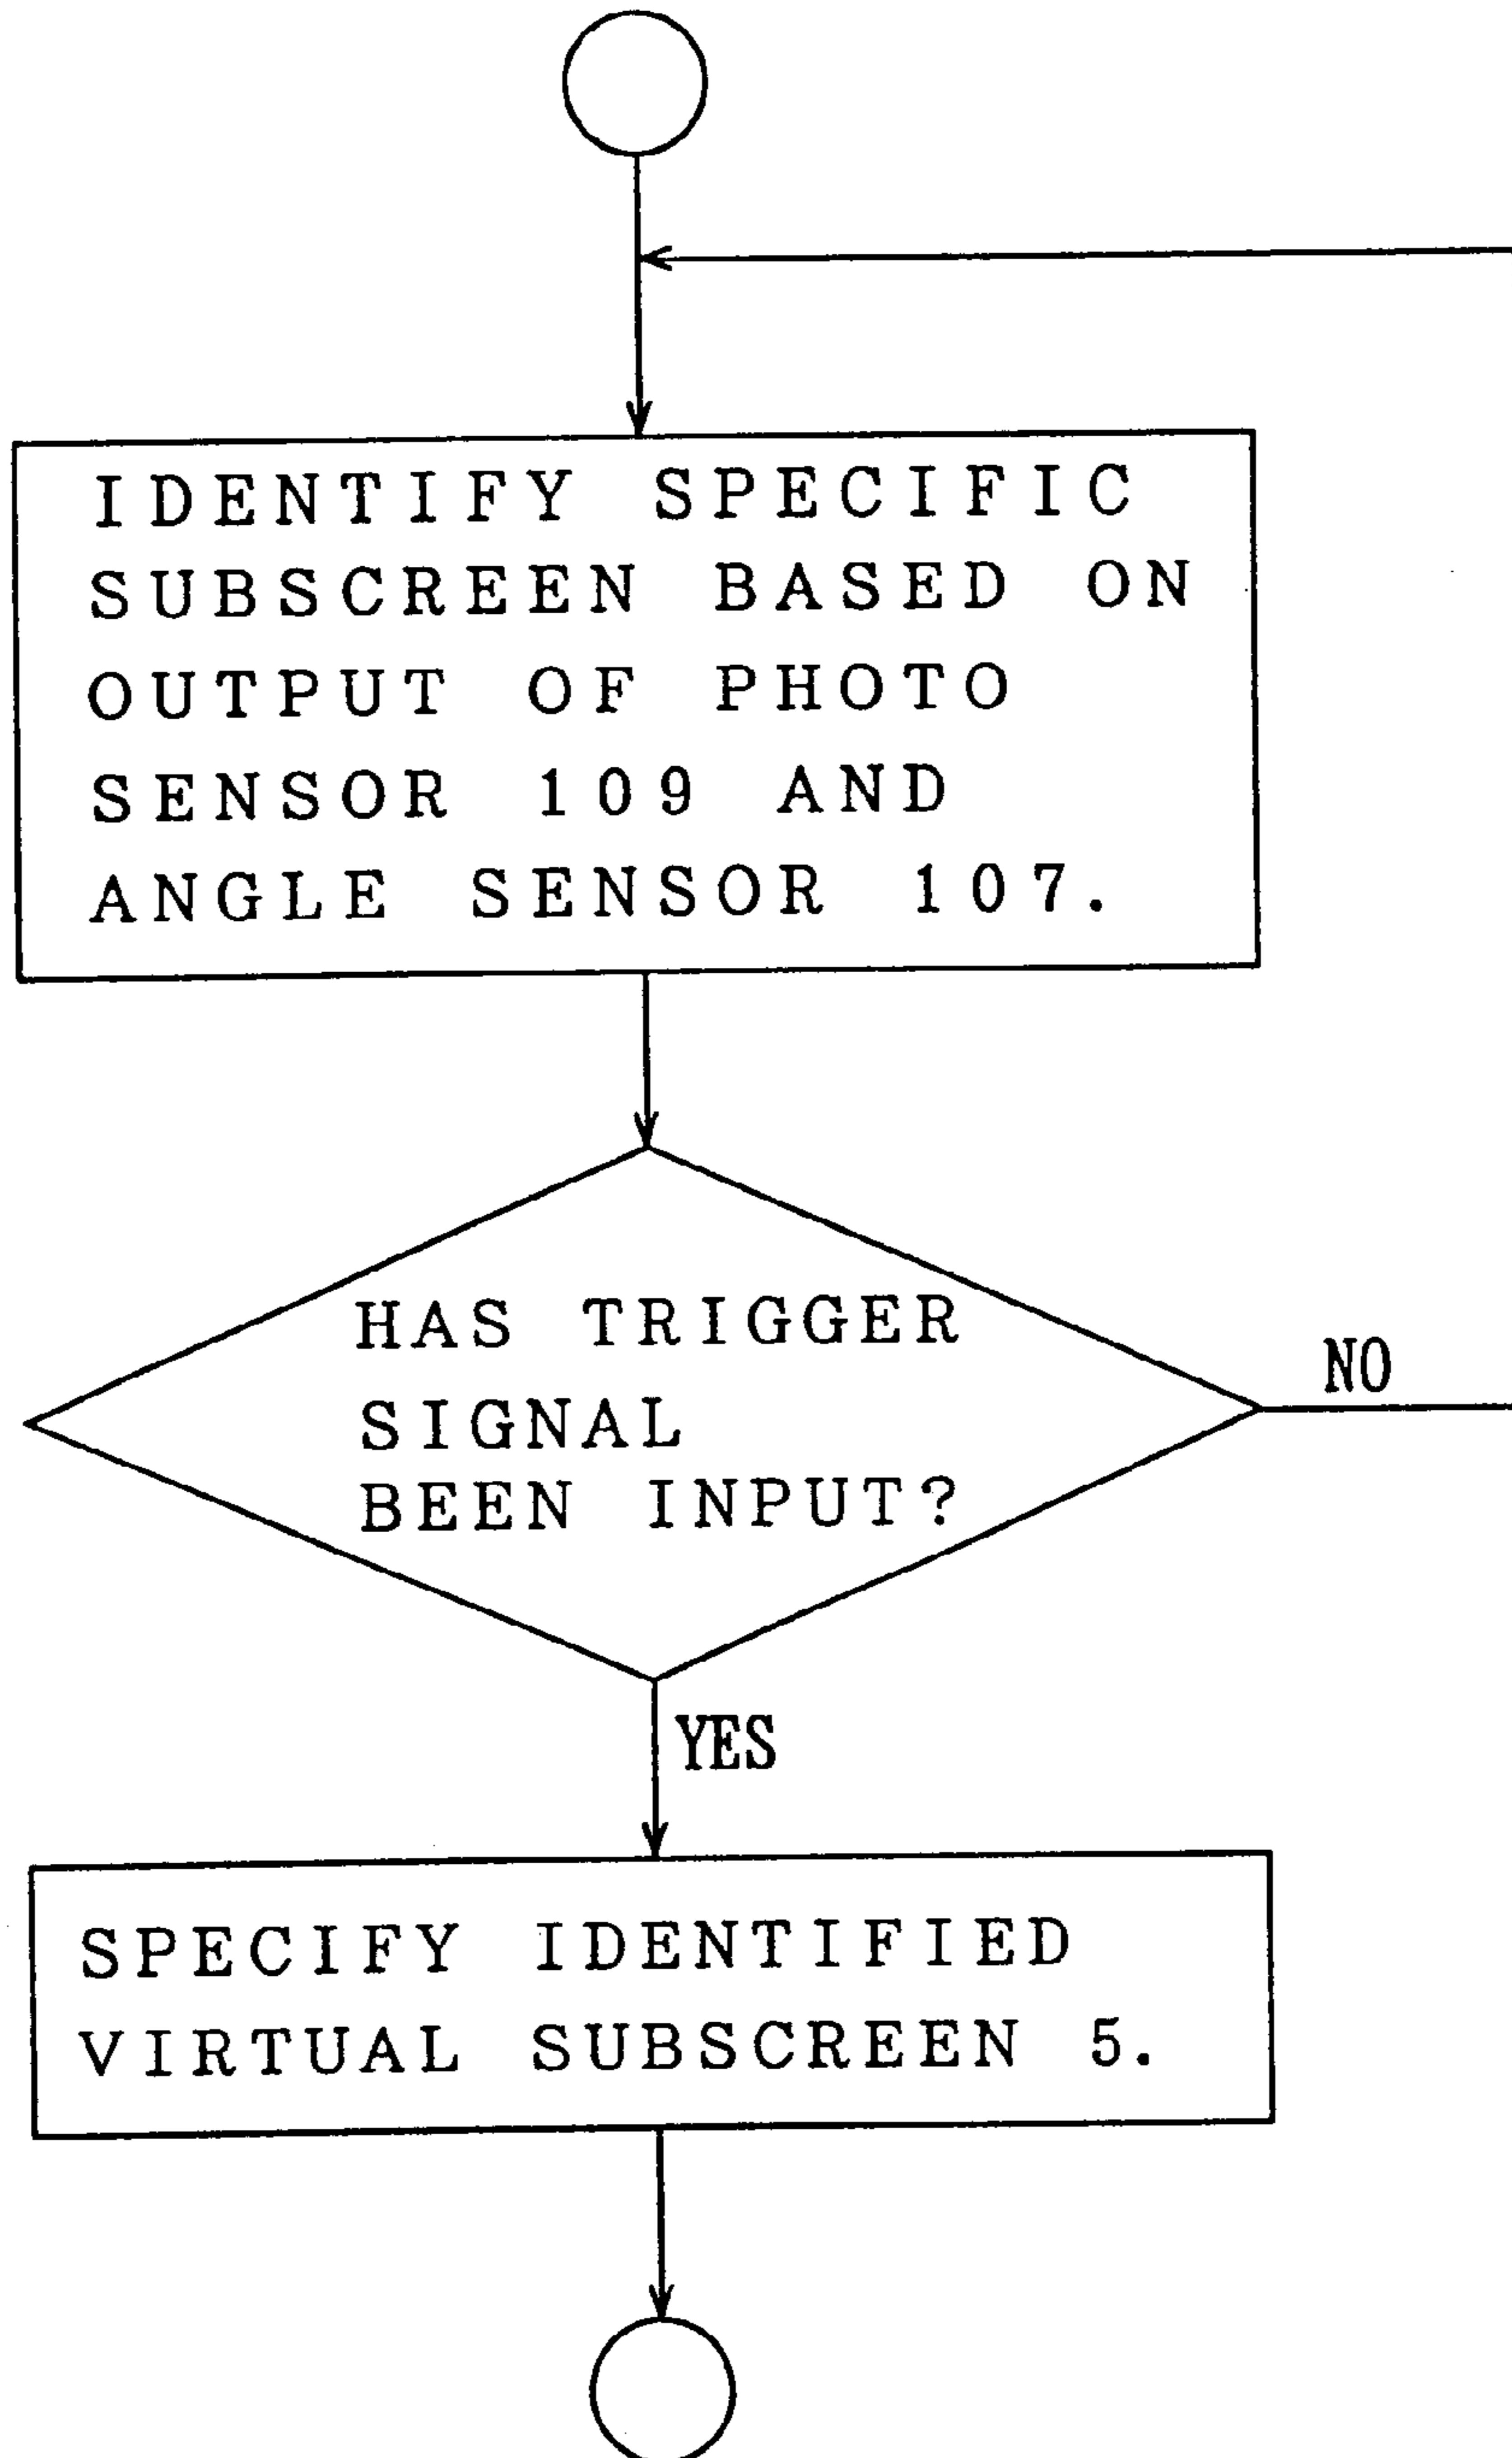 IDENTIFY SPECIFIC
SUBSCREEN BASED ON
OUTPUT OF PHOTO
SENSOR 109 AND
ANGLE SENSOR 107.
HAS TRIGGER
SIGNAL
BEEN INPUT?
NO
YES
SPECIFY IDENTIFIED
VIRTUAL SUBSCREEN 5.